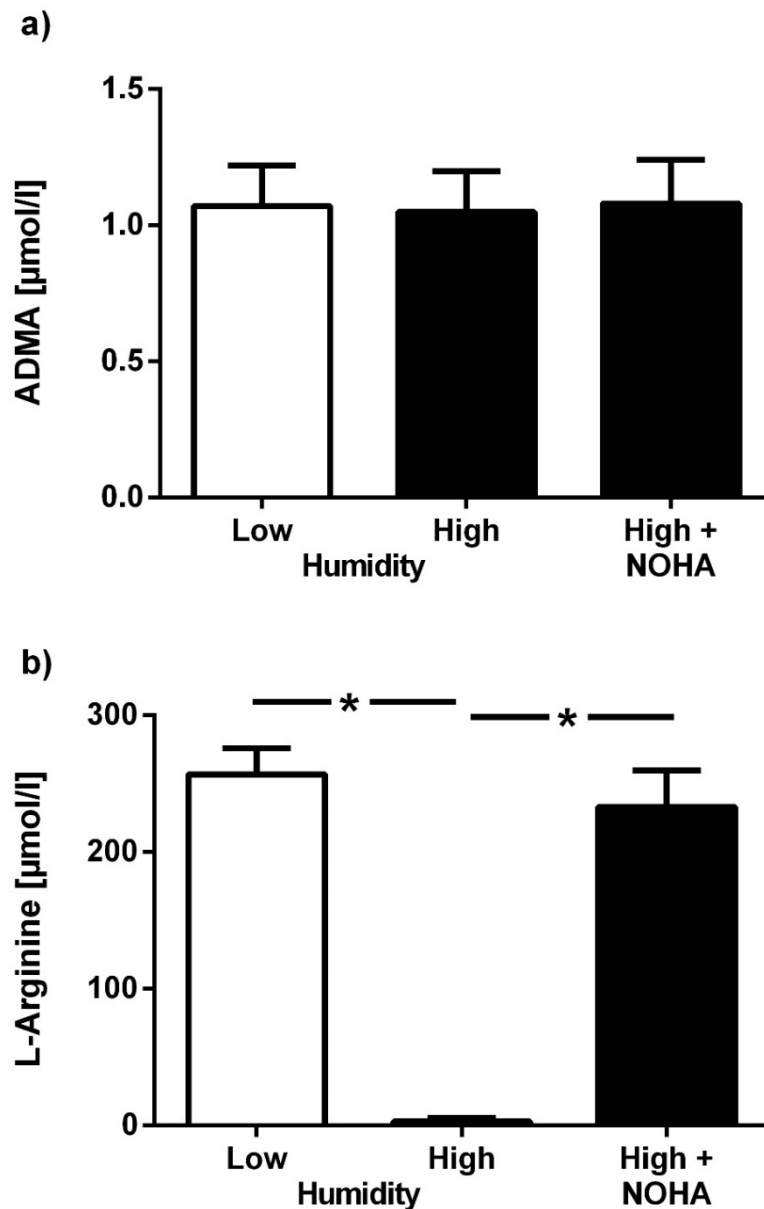 a)
ADMA [µmol/l]
1.5
1.0
0.5
0.0
Low High High +
Humidity NOHA
b)
L-Arginine [µmol/l]
* *
300
200
100
0
Low High High +
Humidity NOHA